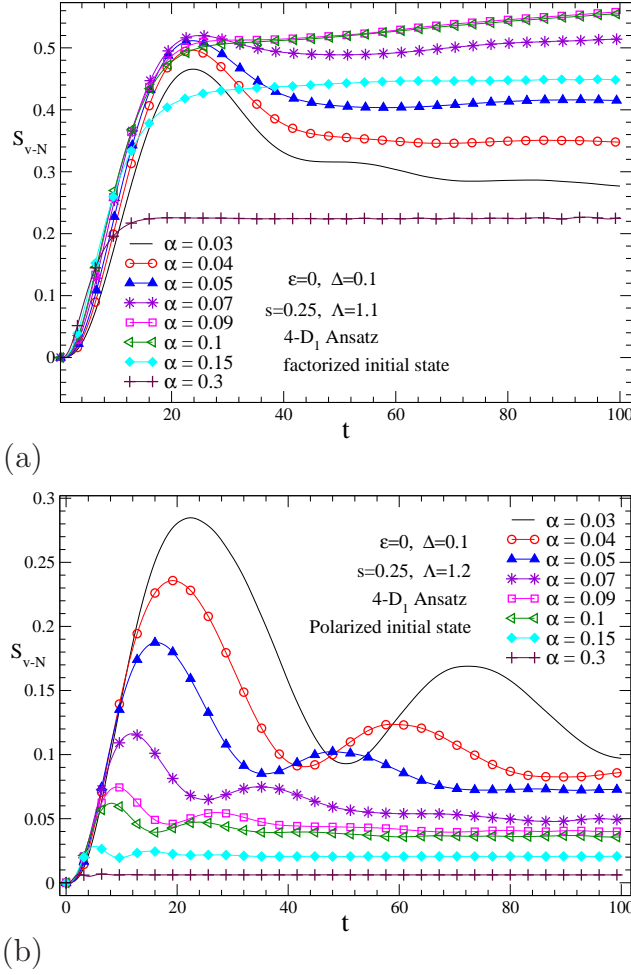 0.5
0.4
0.3
0.2
0.1
0
S_v-N
α = 0.03
α = 0.04
α = 0.05
α = 0.07
α = 0.09
α = 0.1
α = 0.15
α = 0.3
ε=0, Δ=0.1
s=0.25, Λ=1.1
4-D₁ Ansatz
factorized initial state
20 40 60 80 100
t
(a)
0.3
0.25
0.2
0.15
0.1
0.05
0
S_v-N
ε=0, Δ=0.1
s=0.25, Λ=1.2
4-D₁ Ansatz
Polarized initial state
α = 0.03
α = 0.04
α = 0.05
α = 0.07
α = 0.09
α = 0.1
α = 0.15
α = 0.3
0 20 40 60 80 100
t
(b)